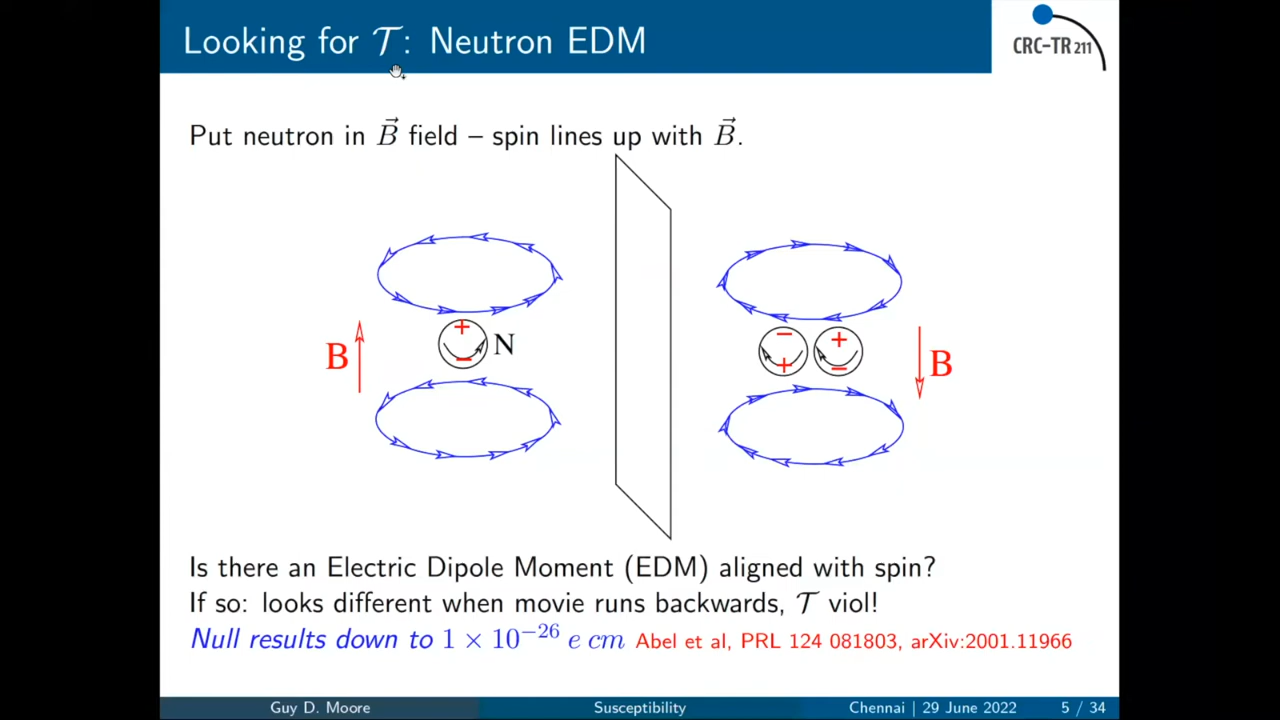 Looking for 𝒯: Neutron EDM
CRC-TR 211
Put neutron in B⃗ field – spin lines up with B⃗.
B
+
−
N
−
+
+
−
B
Is there an Electric Dipole Moment (EDM) aligned with spin?
If so: looks different when movie runs backwards, 𝒯 viol!
Null results down to 1 × 10⁻²⁶ e cm Abel et al, PRL 124 081803, arXiv:2001.11966
Guy D. Moore Susceptibility Chennai | 29 June 2022 5 / 34